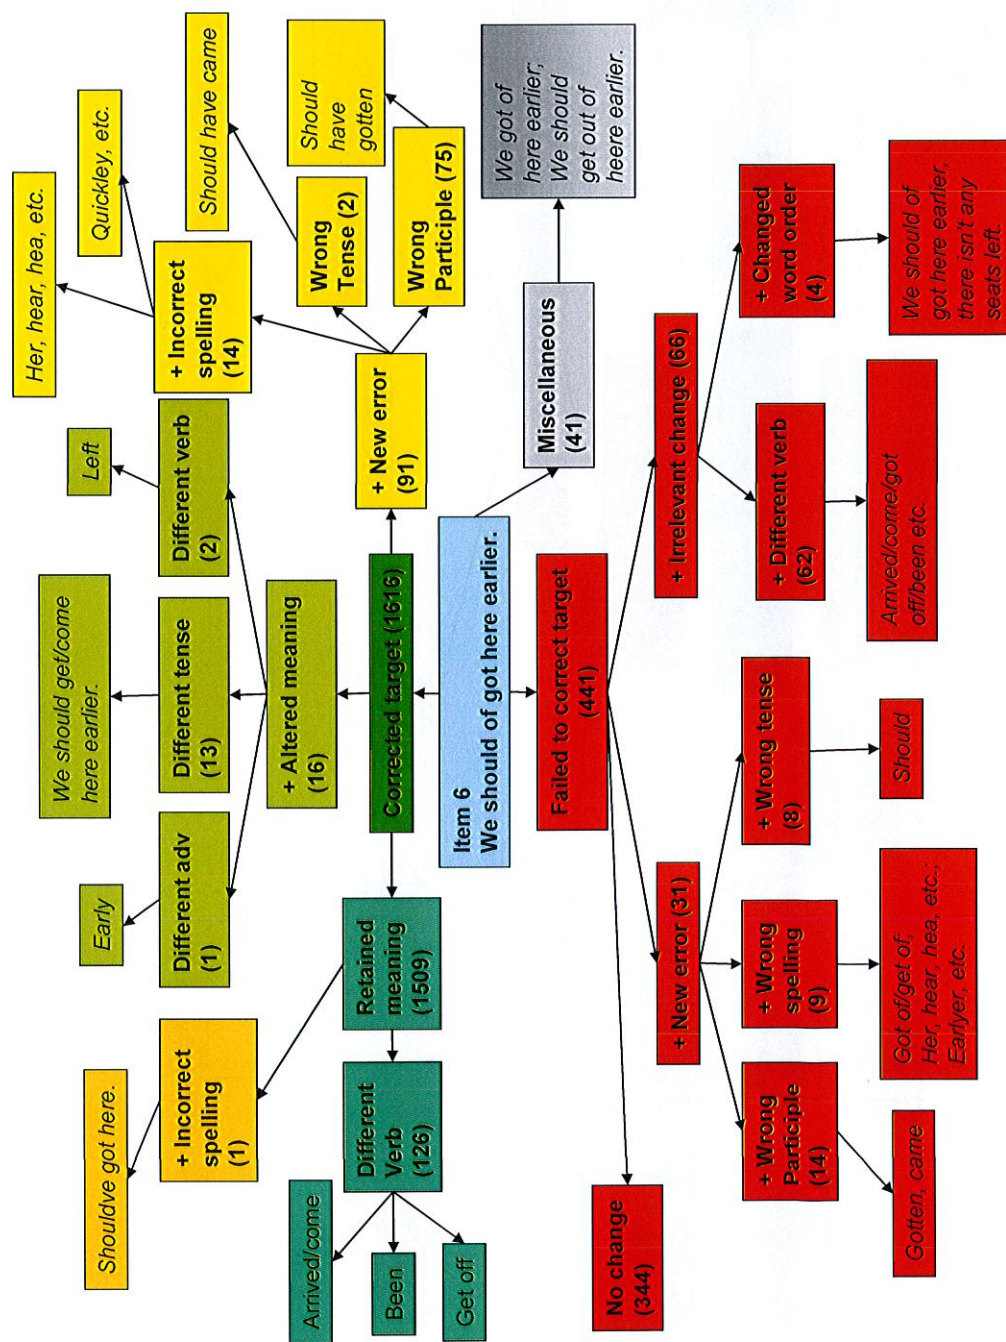 Shouldve got here.
+ Incorrect
spelling
(1)
Arrived/come
Been
Get off
Different
Verb
(126)
Retained
meaning
(1509)
Early
Different adv
(1)
We should get/come
here earlier.
Different tense
(13)
Left
Different verb
(2)
+ Altered meaning
(16)
Her, hear, hea, etc.
Quickley, etc.
+ Incorrect
spelling
(14)
Should have came
Wrong
Tense (2)
Should
have
gotten
Wrong
Participle (75)
+ New error
(91)
Corrected target (1616)
Item 6
We should of got here earlier.
Miscellaneous
(41)
We got of
here earlier;
We should
get out of
heere earlier.
Failed to correct target
(441)
No change
(344)
+ New error (31)
+ Wrong
Participle
(14)
Gotten, came
+ Wrong
spelling
(9)
Got of/get of,
Her, hear, hea, etc.;
Earlyer, etc.
+ Wrong tense
(8)
Should
+ Irrelevant change (66)
+ Different verb
(62)
Arrived/come/got
off/been etc.
+ Changed
word order
(4)
We should of
got here earlier,
there isn't any
seats left.